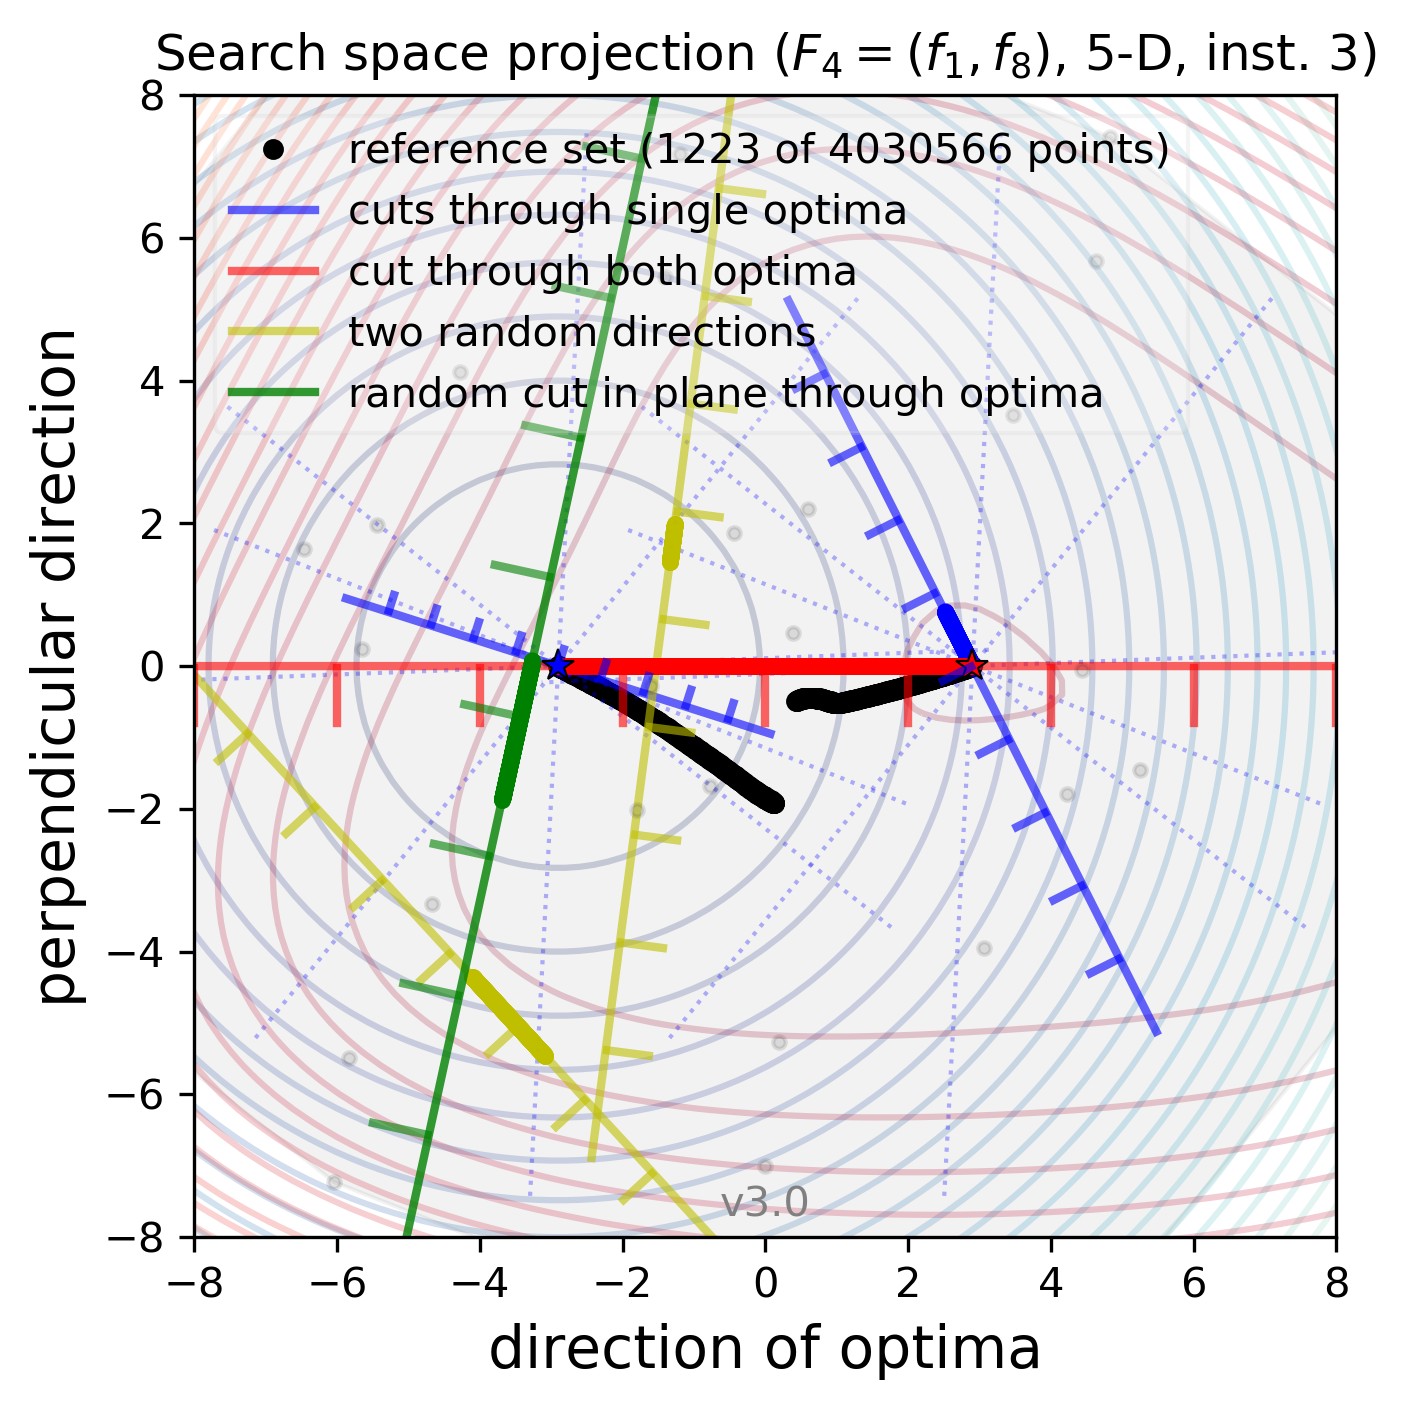 Search space projection (F₄ = (f₁, f₈), 5-D, inst. 3)
reference set (1223 of 4030566 points)
cuts through single optima
cut through both optima
two random directions
random cut in plane through optima
perpendicular direction
8
6
4
2
0
−2
−4
−6
−8
v3.0
−8 −6 −4 −2 0 2 4 6 8
direction of optima